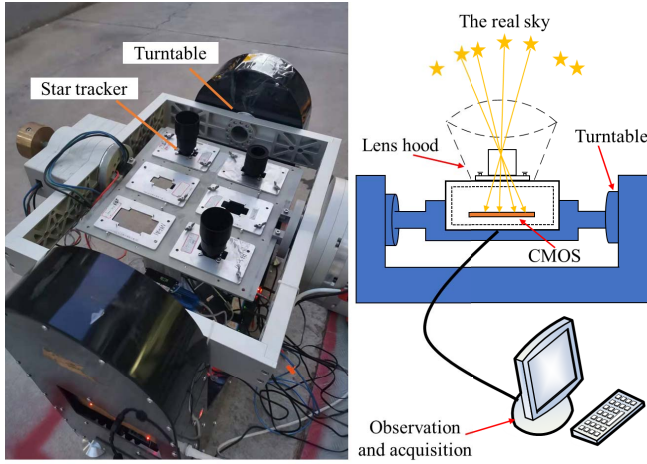 Turntable
Star tracker
The real sky
Lens hood
Turntable
CMOS
Observation
and acquisition